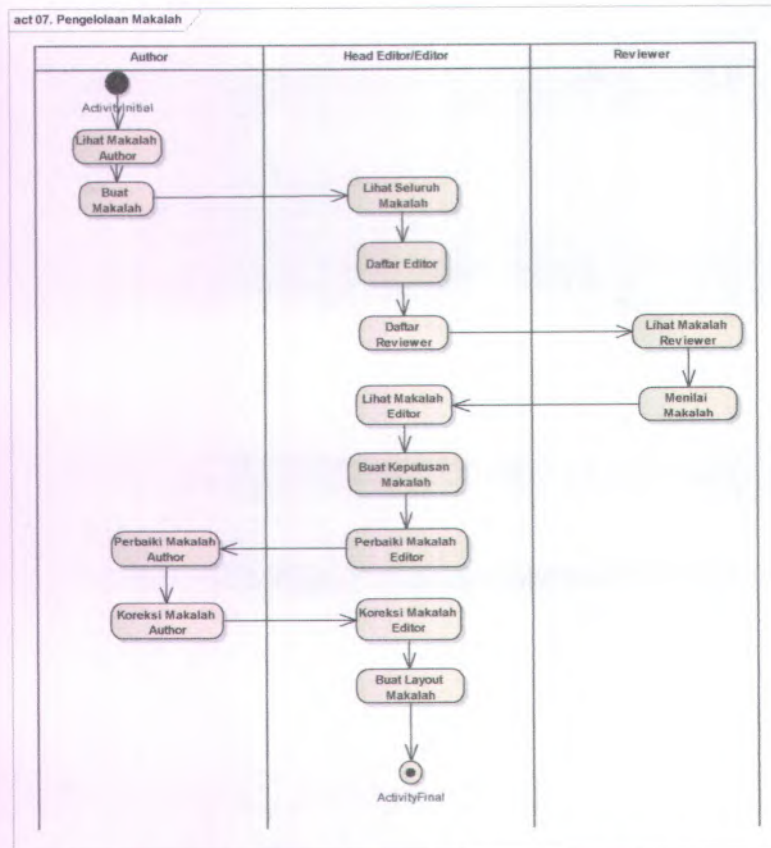 act 07. Pengelolaan Makalah
Author
Head Editor/Editor
Reviewer
ActivityInitial
Lihat Makalah
Author
Buat
Makalah
Lihat Seluruh
Makalah
Daftar Editor
Daftar
Reviewer
Lihat Makalah
Reviewer
Menilai
Makalah
Lihat Makalah
Editor
Buat Keputusan
Makalah
Perbaiki Makalah
Editor
Perbaiki Makalah
Author
Koreksi Makalah
Author
Koreksi Makalah
Editor
Buat Layout
Makalah
ActivityFinal